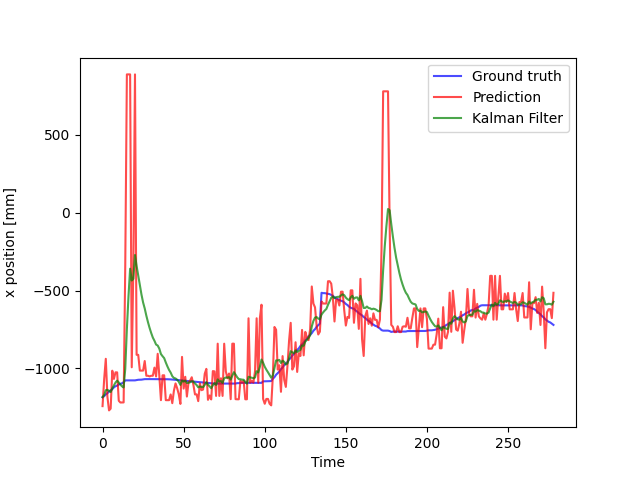 Ground truth
Prediction
Kalman Filter
500
0
−500
−1000
x position [mm]
0 50 100 150 200 250
Time